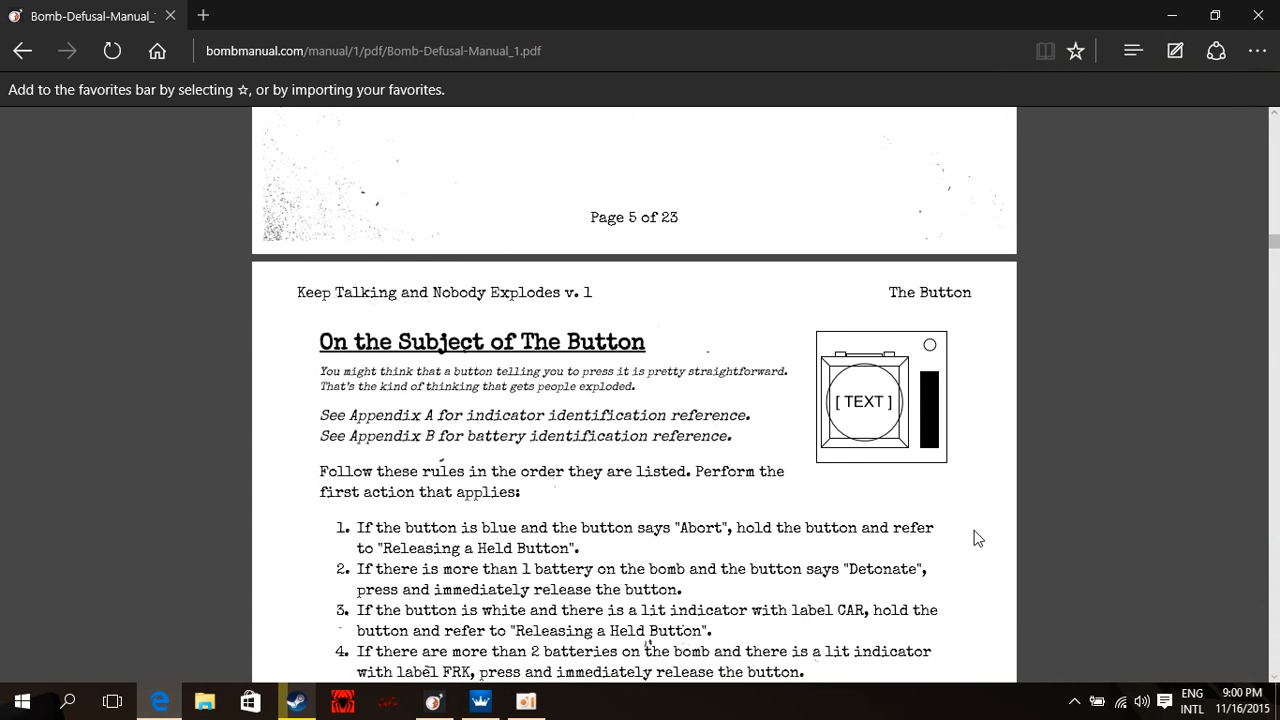 Bomb-Defusal-Manual_
bombmanual.com/manual/1/pdf/Bomb-Defusal-Manual_1.pdf
Add to the favorites bar by selecting ☆, or by importing your favorites.
Page 5 of 23
Keep Talking and Nobody Explodes v. 1
The Button
On the Subject of The Button
You might think that a button telling you to press it is pretty straightforward.
That's the kind of thinking that gets people exploded.
See Appendix A for indicator identification reference.
See Appendix B for battery identification reference.
[ TEXT ]
Follow these rules in the order they are listed. Perform the
first action that applies:
1. If the button is blue and the button says "Abort", hold the button and refer
to "Releasing a Held Button".
2. If there is more than 1 battery on the bomb and the button says "Detonate",
press and immediately release the button.
3. If the button is white and there is a lit indicator with label CAR, hold the
button and refer to "Releasing a Held Button".
4. If there are more than 2 batteries on the bomb and there is a lit indicator
with label FRK, press and immediately release the button.
ENG
INTL
9:00 PM
11/16/2015